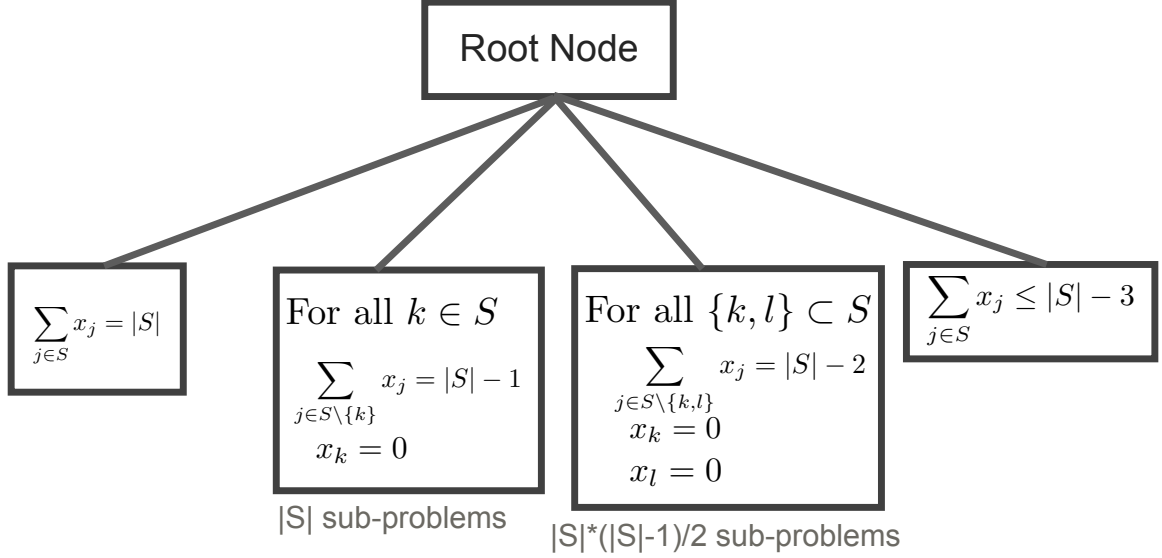 Root Node
∑_{j∈S} x_j = |S|
For all k ∈ S
∑_{j∈S\{k}} x_j = |S| − 1
x_k = 0
|S| sub-problems
For all {k, l} ⊂ S
∑_{j∈S\{k,l}} x_j = |S| − 2
x_k = 0
x_l = 0
|S|*(|S|-1)/2 sub-problems
∑_{j∈S} x_j ≤ |S| − 3